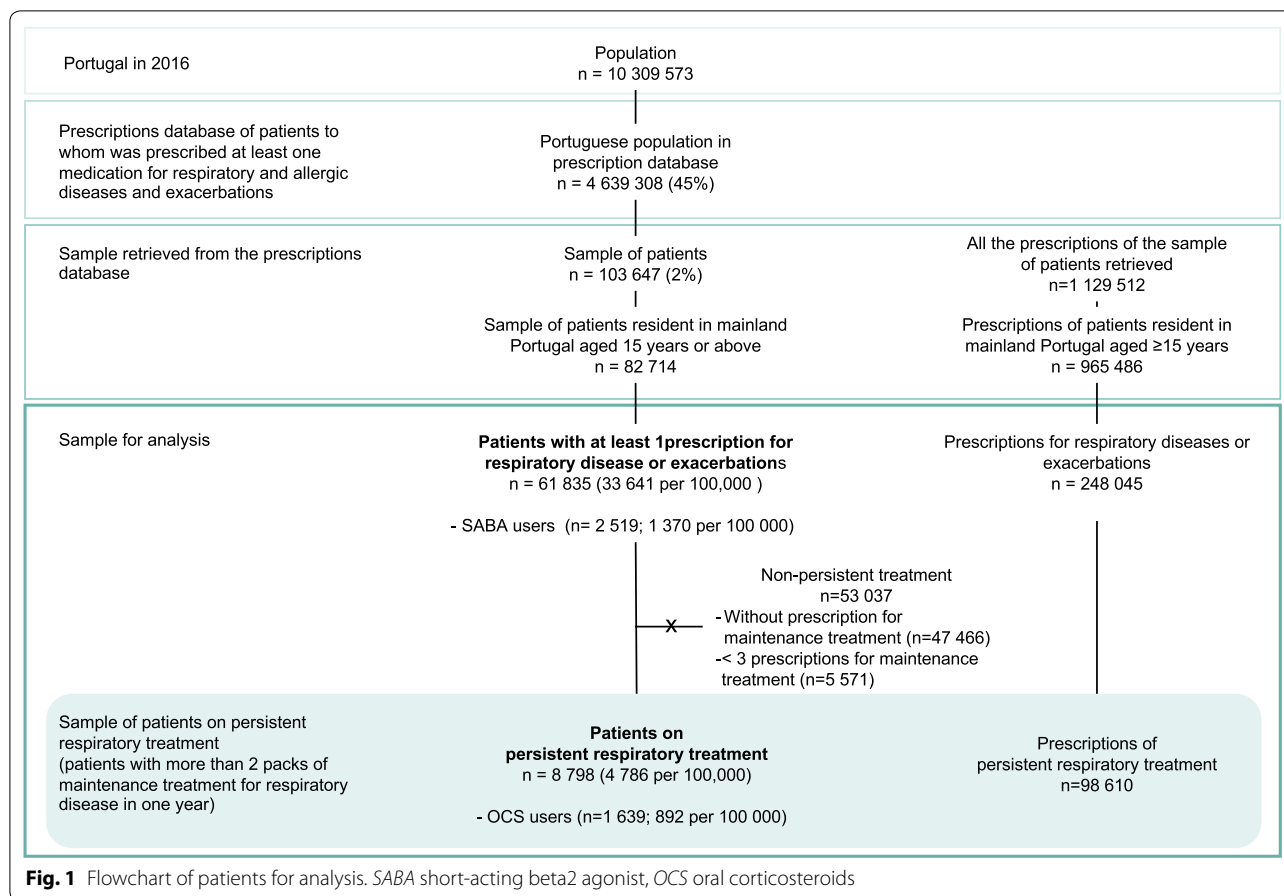 Portugal in 2016
Population
n = 10 309 573
Prescriptions database of patients to
whom was prescribed at least one
medication for respiratory and allergic
diseases and exacerbations
Portuguese population in
prescription database
n = 4 639 308 (45%)
Sample retrieved from the prescriptions
database
Sample of patients
n = 103 647 (2%)
All the prescriptions of the sample
of patients retrieved
n=1 129 512
Sample of patients resident in mainland
Portugal aged 15 years or above
n = 82 714
Prescriptions of patients resident in
mainland Portugal aged ≥15 years
n = 965 486
Sample for analysis
Patients with at least 1prescription for
respiratory disease or exacerbations
n = 61 835 (33 641 per 100,000 )
- SABA users (n= 2 519; 1 370 per 100 000)
Prescriptions for respiratory diseases or
exacerbations
n = 248 045
Non-persistent treatment
n=53 037
- Without prescription for
maintenance treatment (n=47 466)
-< 3 prescriptions for maintenance
treatment (n=5 571)
X
Sample of patients on persistent
respiratory treatment
(patients with more than 2 packs of
maintenance treatment for respiratory
disease in one year)
Patients on
persistent respiratory treatment
n = 8 798 (4 786 per 100,000)
- OCS users (n=1 639; 892 per 100 000)
Prescriptions of
persistent respiratory treatment
n=98 610
Fig. 1 Flowchart of patients for analysis. SABA short-acting beta2 agonist, OCS oral corticosteroids